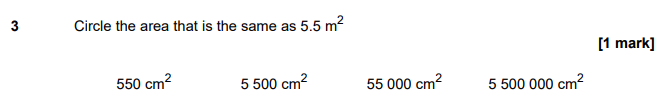 3 Circle the area that is the same as 5.5 m²
[1 mark]
550 cm² 5 500 cm² 55 000 cm² 5 500 000 cm²